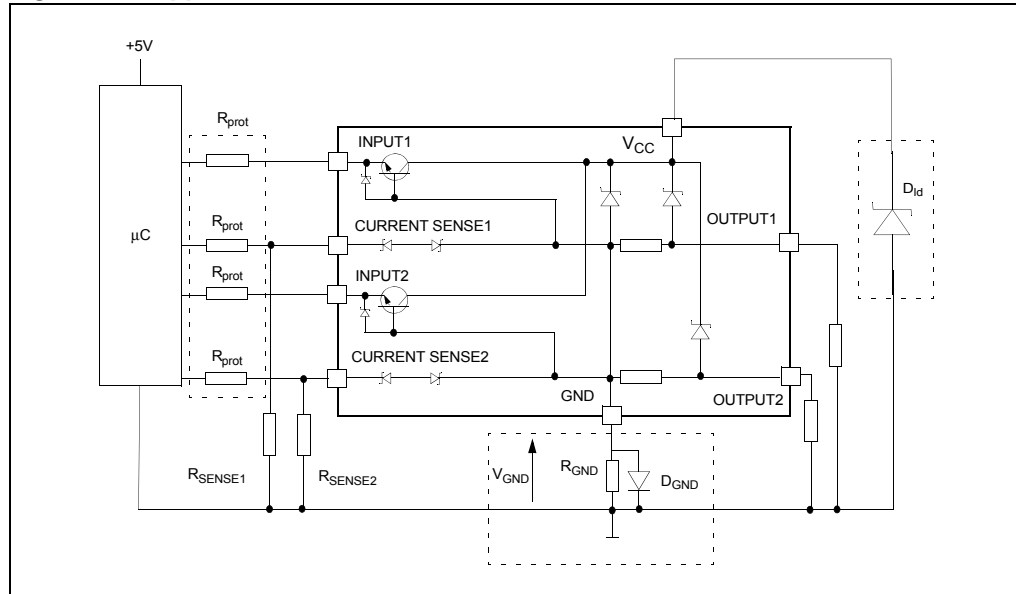 +5V
Rprot
INPUT1
VCC
Dld
Rprot
CURRENT SENSE1
OUTPUT1
μC
Rprot
INPUT2
Rprot
CURRENT SENSE2
GND
OUTPUT2
RSENSE1
RSENSE2
VGND
RGND
DGND